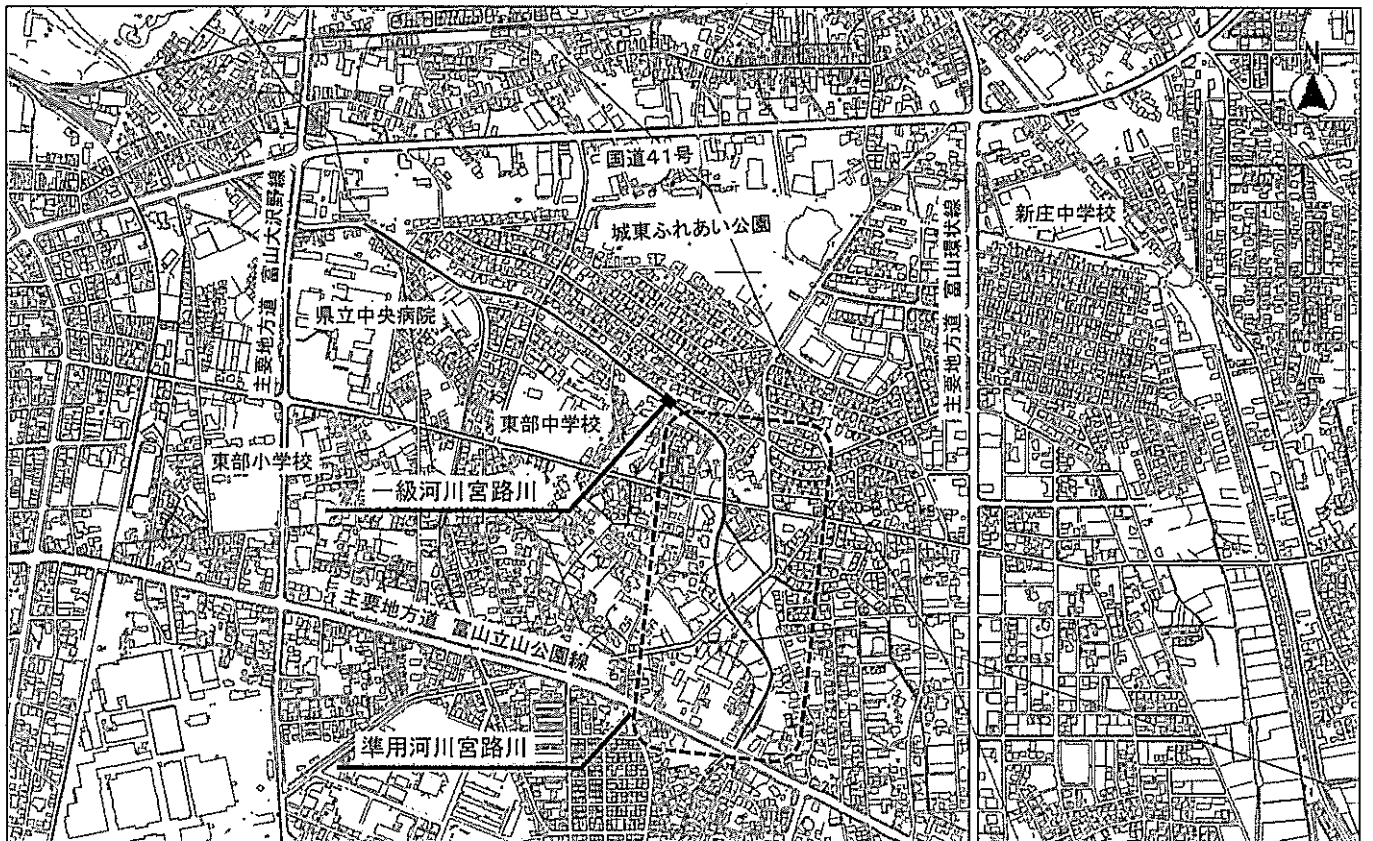 N
国道41号
主要地方道 富山大沢野線
城東ふれあい公園
主要地方道 富山環状線
新庄中学校
県立中央病院
東部中学校
東部小学校
一級河川宮路川
主要地方道 富山立山公園線
準用河川宮路川